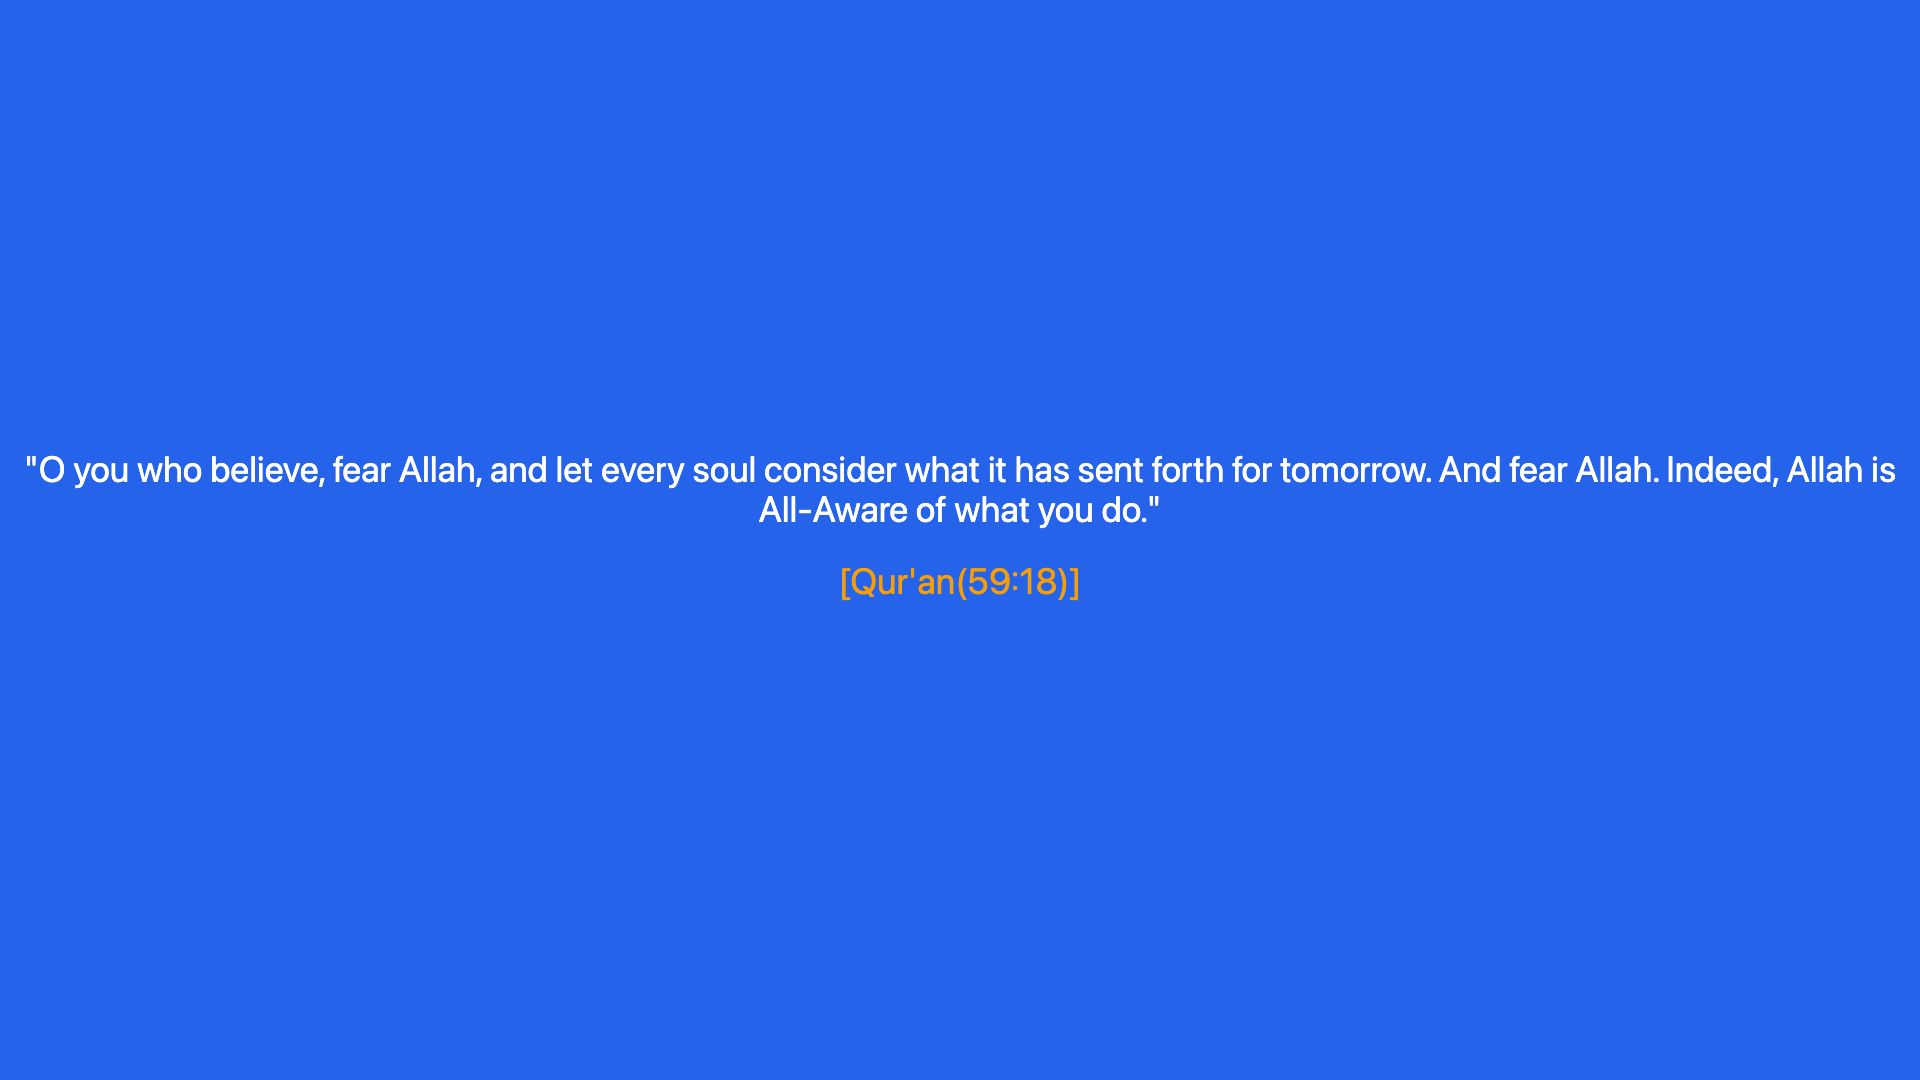 "O you who believe, fear Allah, and let every soul consider what it has sent forth for tomorrow. And fear Allah. Indeed, Allah is
All-Aware of what you do."
[Qur'an(59:18)]